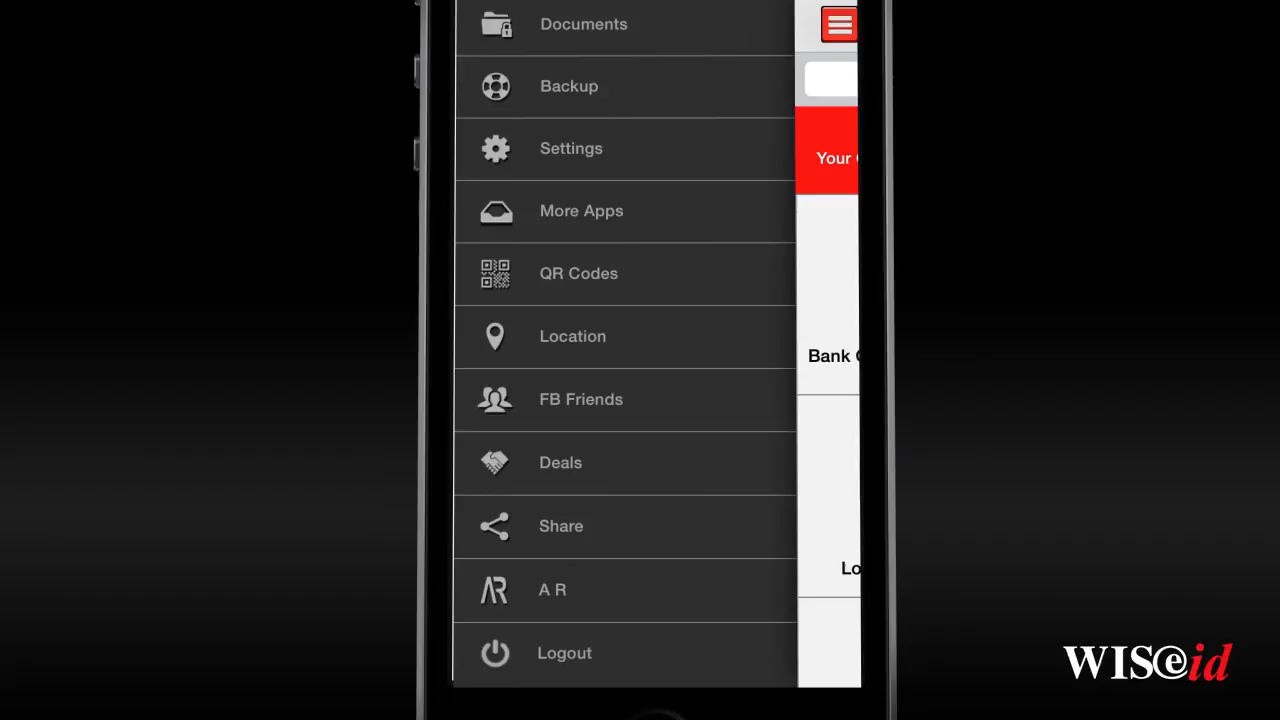 Documents
Backup
Settings
More Apps
QR Codes
Location
FB Friends
Deals
Share
A R
Logout
Your
Bank
Lo
WISeid